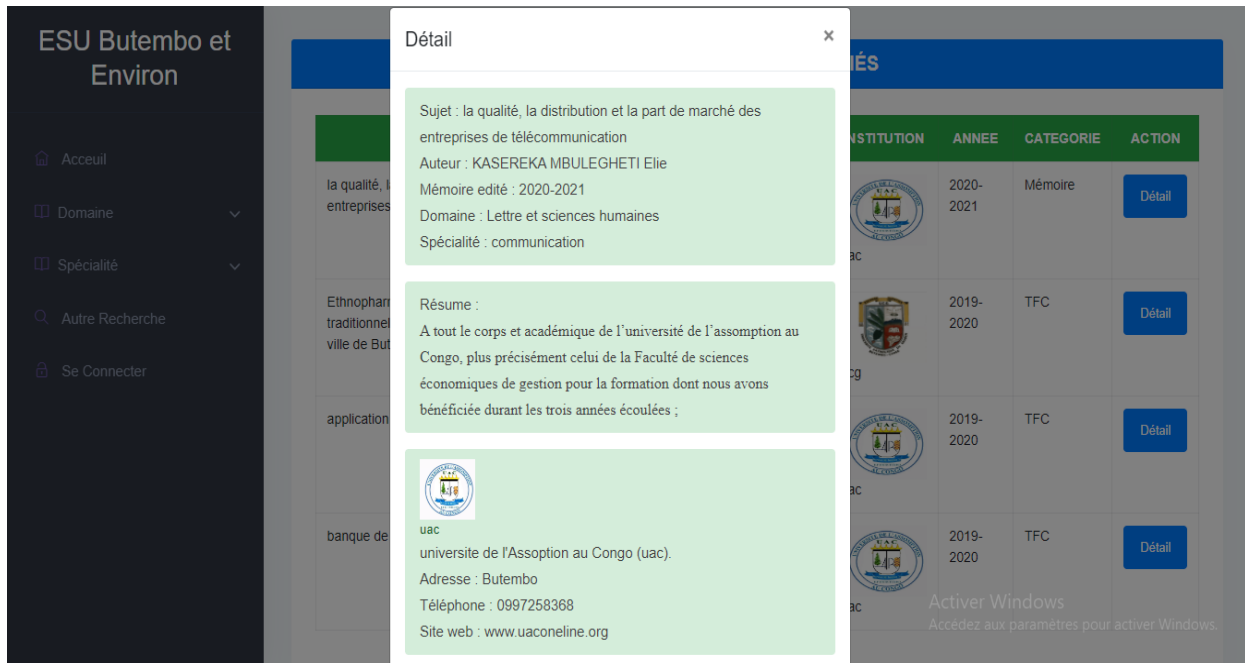 ESU Butembo et
Environ
Acceuil
Domaine
Spécialité
Autre Recherche
Se Connecter
Détail
×
Sujet : la qualité, la distribution et la part de marché des
entreprises de télécommunication
Auteur : KASEREKA MBULEGHETI Elie
Mémoire edité : 2020-2021
Domaine : Lettre et sciences humaines
Spécialité : communication
Résume :
A tout le corps et académique de l’université de l’assomption au
Congo, plus précisément celui de la Faculté de sciences
économiques de gestion pour la formation dont nous avons
bénéficiée durant les trois années écoulées ;
uac
universite de l'Assoption au Congo (uac).
Adresse : Butembo
Téléphone : 0997258368
Site web : www.uaconeline.org
IÉS
NSTITUTION ANNEE CATEGORIE ACTION
la qualité, l
entreprises
ac
2020-
2021
Mémoire
Détail
Ethnophar
traditionnel
ville de But
cg
2019-
2020
TFC
Détail
application
ac
2019-
2020
TFC
Détail
banque de
ac
2019-
2020
TFC
Détail
Activer Windows
Accédez aux paramètres pour activer Windows.